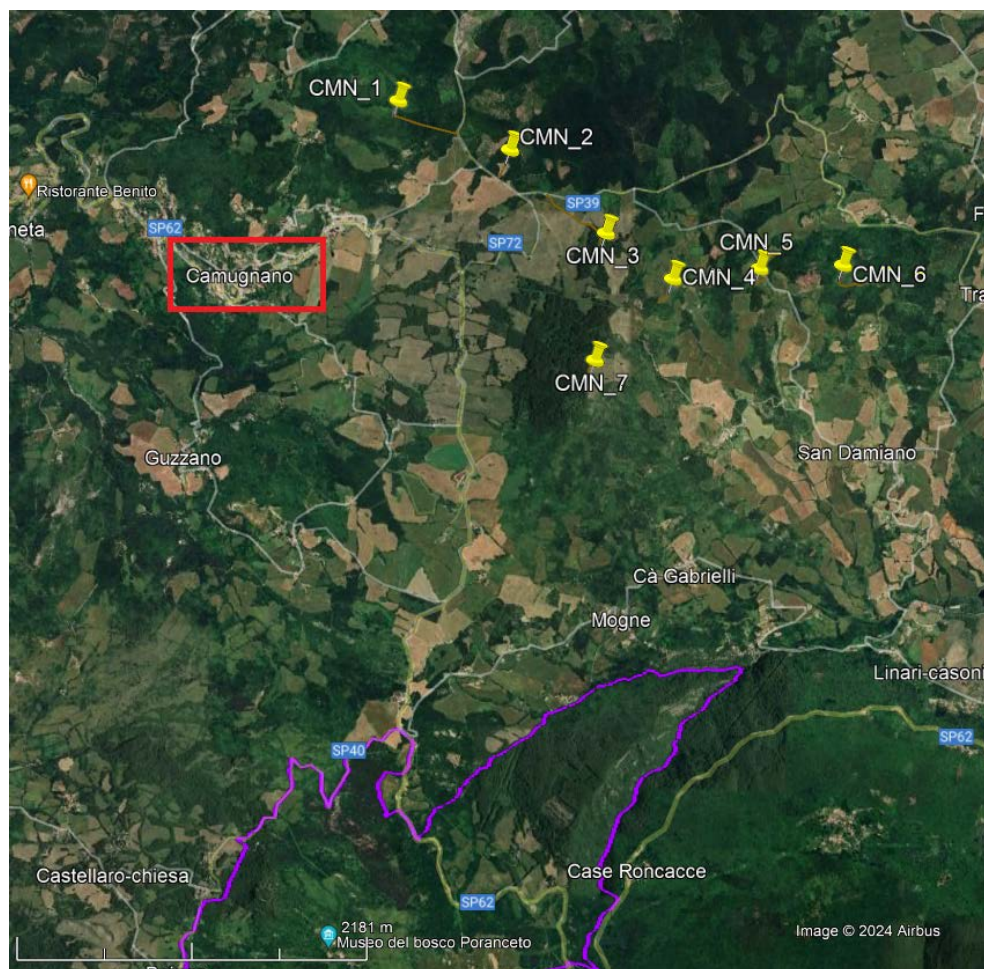 CMN_1
CMN_2
Ristorante Benito
SP39
SP62
neta
F
SP72
CMN_3
CMN_5
Camugnano
CMN_4
CMN_6
Tra
CMN_7
San Damiano
Guzzano
Cà Gabrielli
Mogne
Linari-casoni
SP62
SP40
Case Roncacce
Castellaro-chiesa
SP62
2181 m
Image © 2024 Airbus
Museo del bosco Poranceto